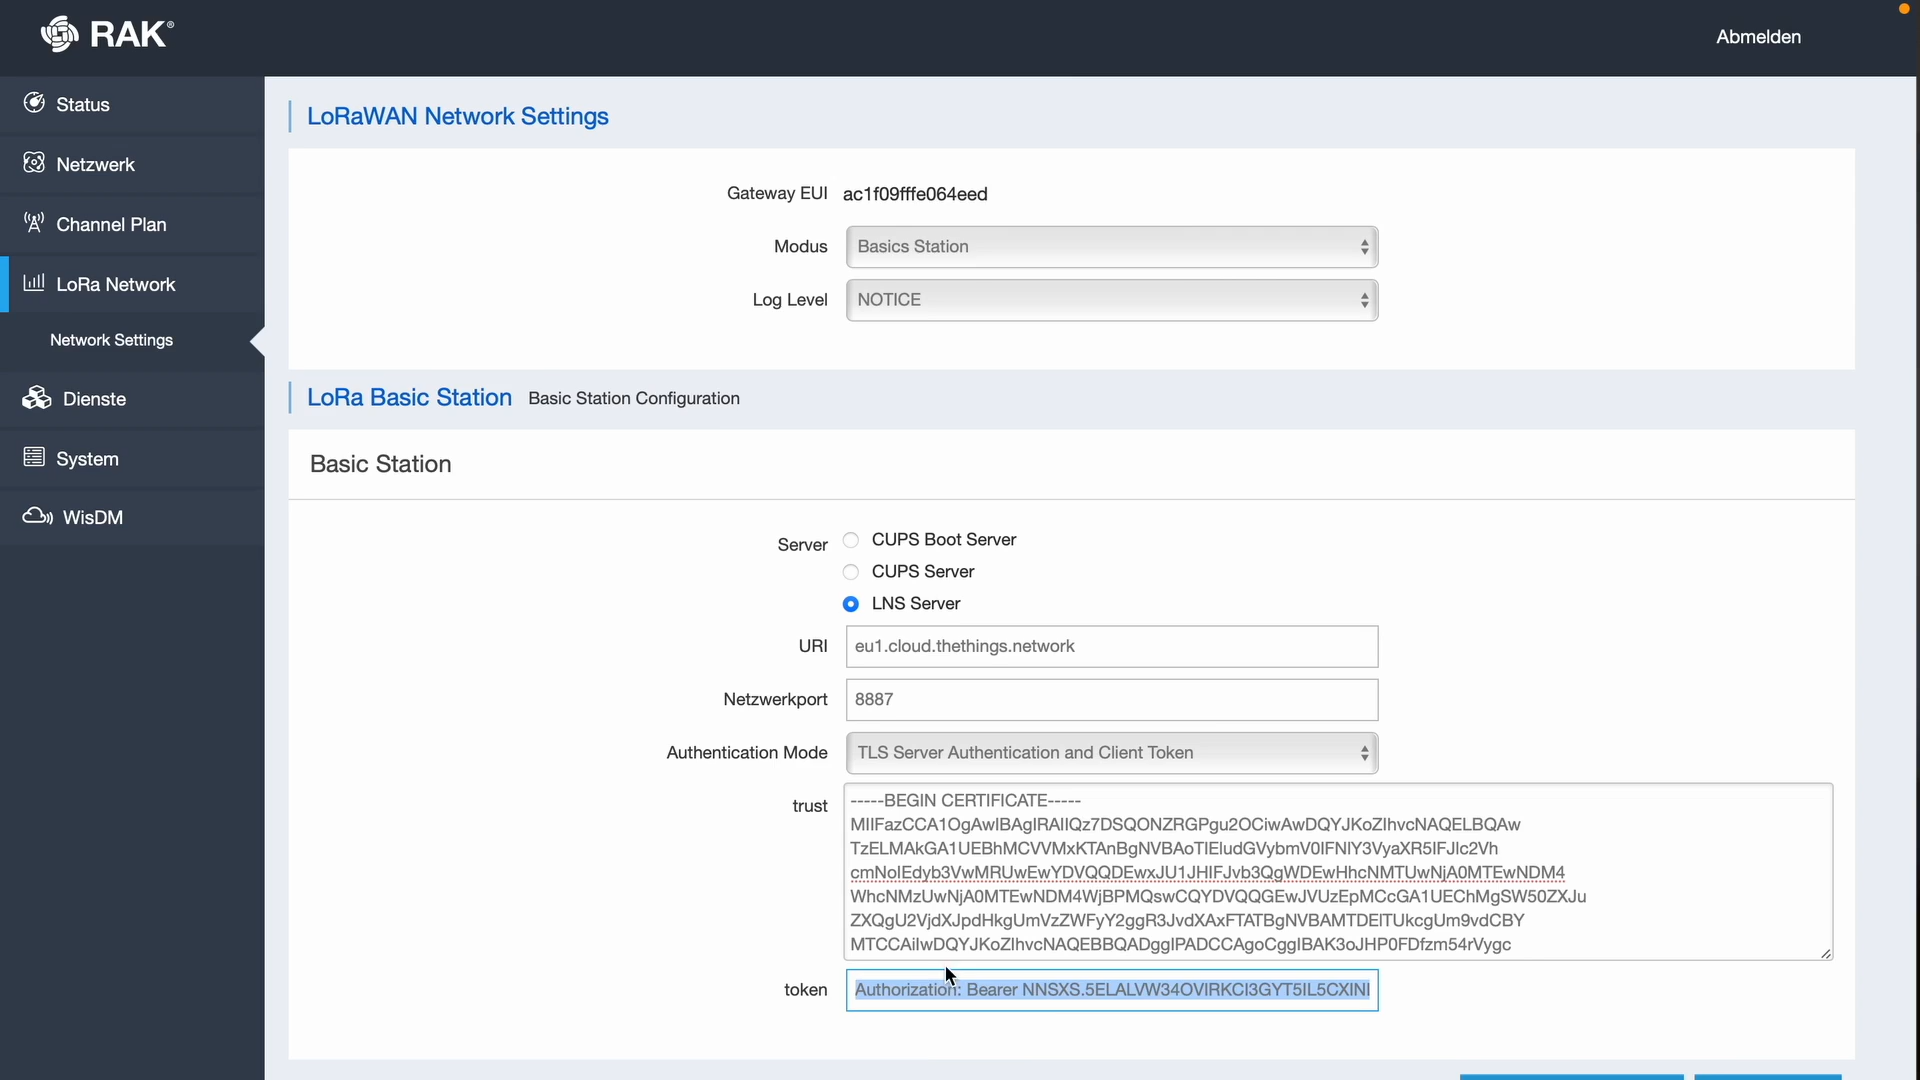 RAK®
Abmelden
Status
Netzwerk
Channel Plan
LoRa Network
Network Settings
Dienste
System
WisDM
LoRaWAN Network Settings
Gateway EUI ac1f09fffe064eed
Modus Basics Station
Log Level NOTICE
LoRa Basic Station Basic Station Configuration
Basic Station
Server CUPS Boot Server
CUPS Server
LNS Server
URI eu1.cloud.thethings.network
Netzwerkport 8887
Authentication Mode TLS Server Authentication and Client Token
trust -----BEGIN CERTIFICATE-----
MIIFazCCA1OgAwIBAgIRAIIQz7DSQONZRGPgu2OCiwAwDQYJKoZIhvcNAQELBQAw
TzELMAkGA1UEBhMCVVMxKTAnBgNVBAoTIEludGVybmV0IFNlY3VyaXR5IFJlc2Vh
cmNoIEdyb3VwMRUwEwYDVQQDEwxJU1JHIFJvb3QgWDEwHhcNMTUwNjA0MTEwNDM4
WhcNMzUwNjA0MTEwNDM4WjBPMQswCQYDVQQGEwJVUzEpMCcGA1UEChMgSW50ZXJu
ZXQgU2VjdXJpdHkgUmVzZWFyY2ggR3JvdXAxFTATBgNVBAMTDElTUkcgUm9vdCBY
MTCCAiIwDQYJKoZIhvcNAQEBBQADggIPADCCAgoCggIBAK3oJHP0FDfzm54rVygc
token Authorization: Bearer NNSXS.5ELALVW34OVIRKCI3GYT5IL5CXINI